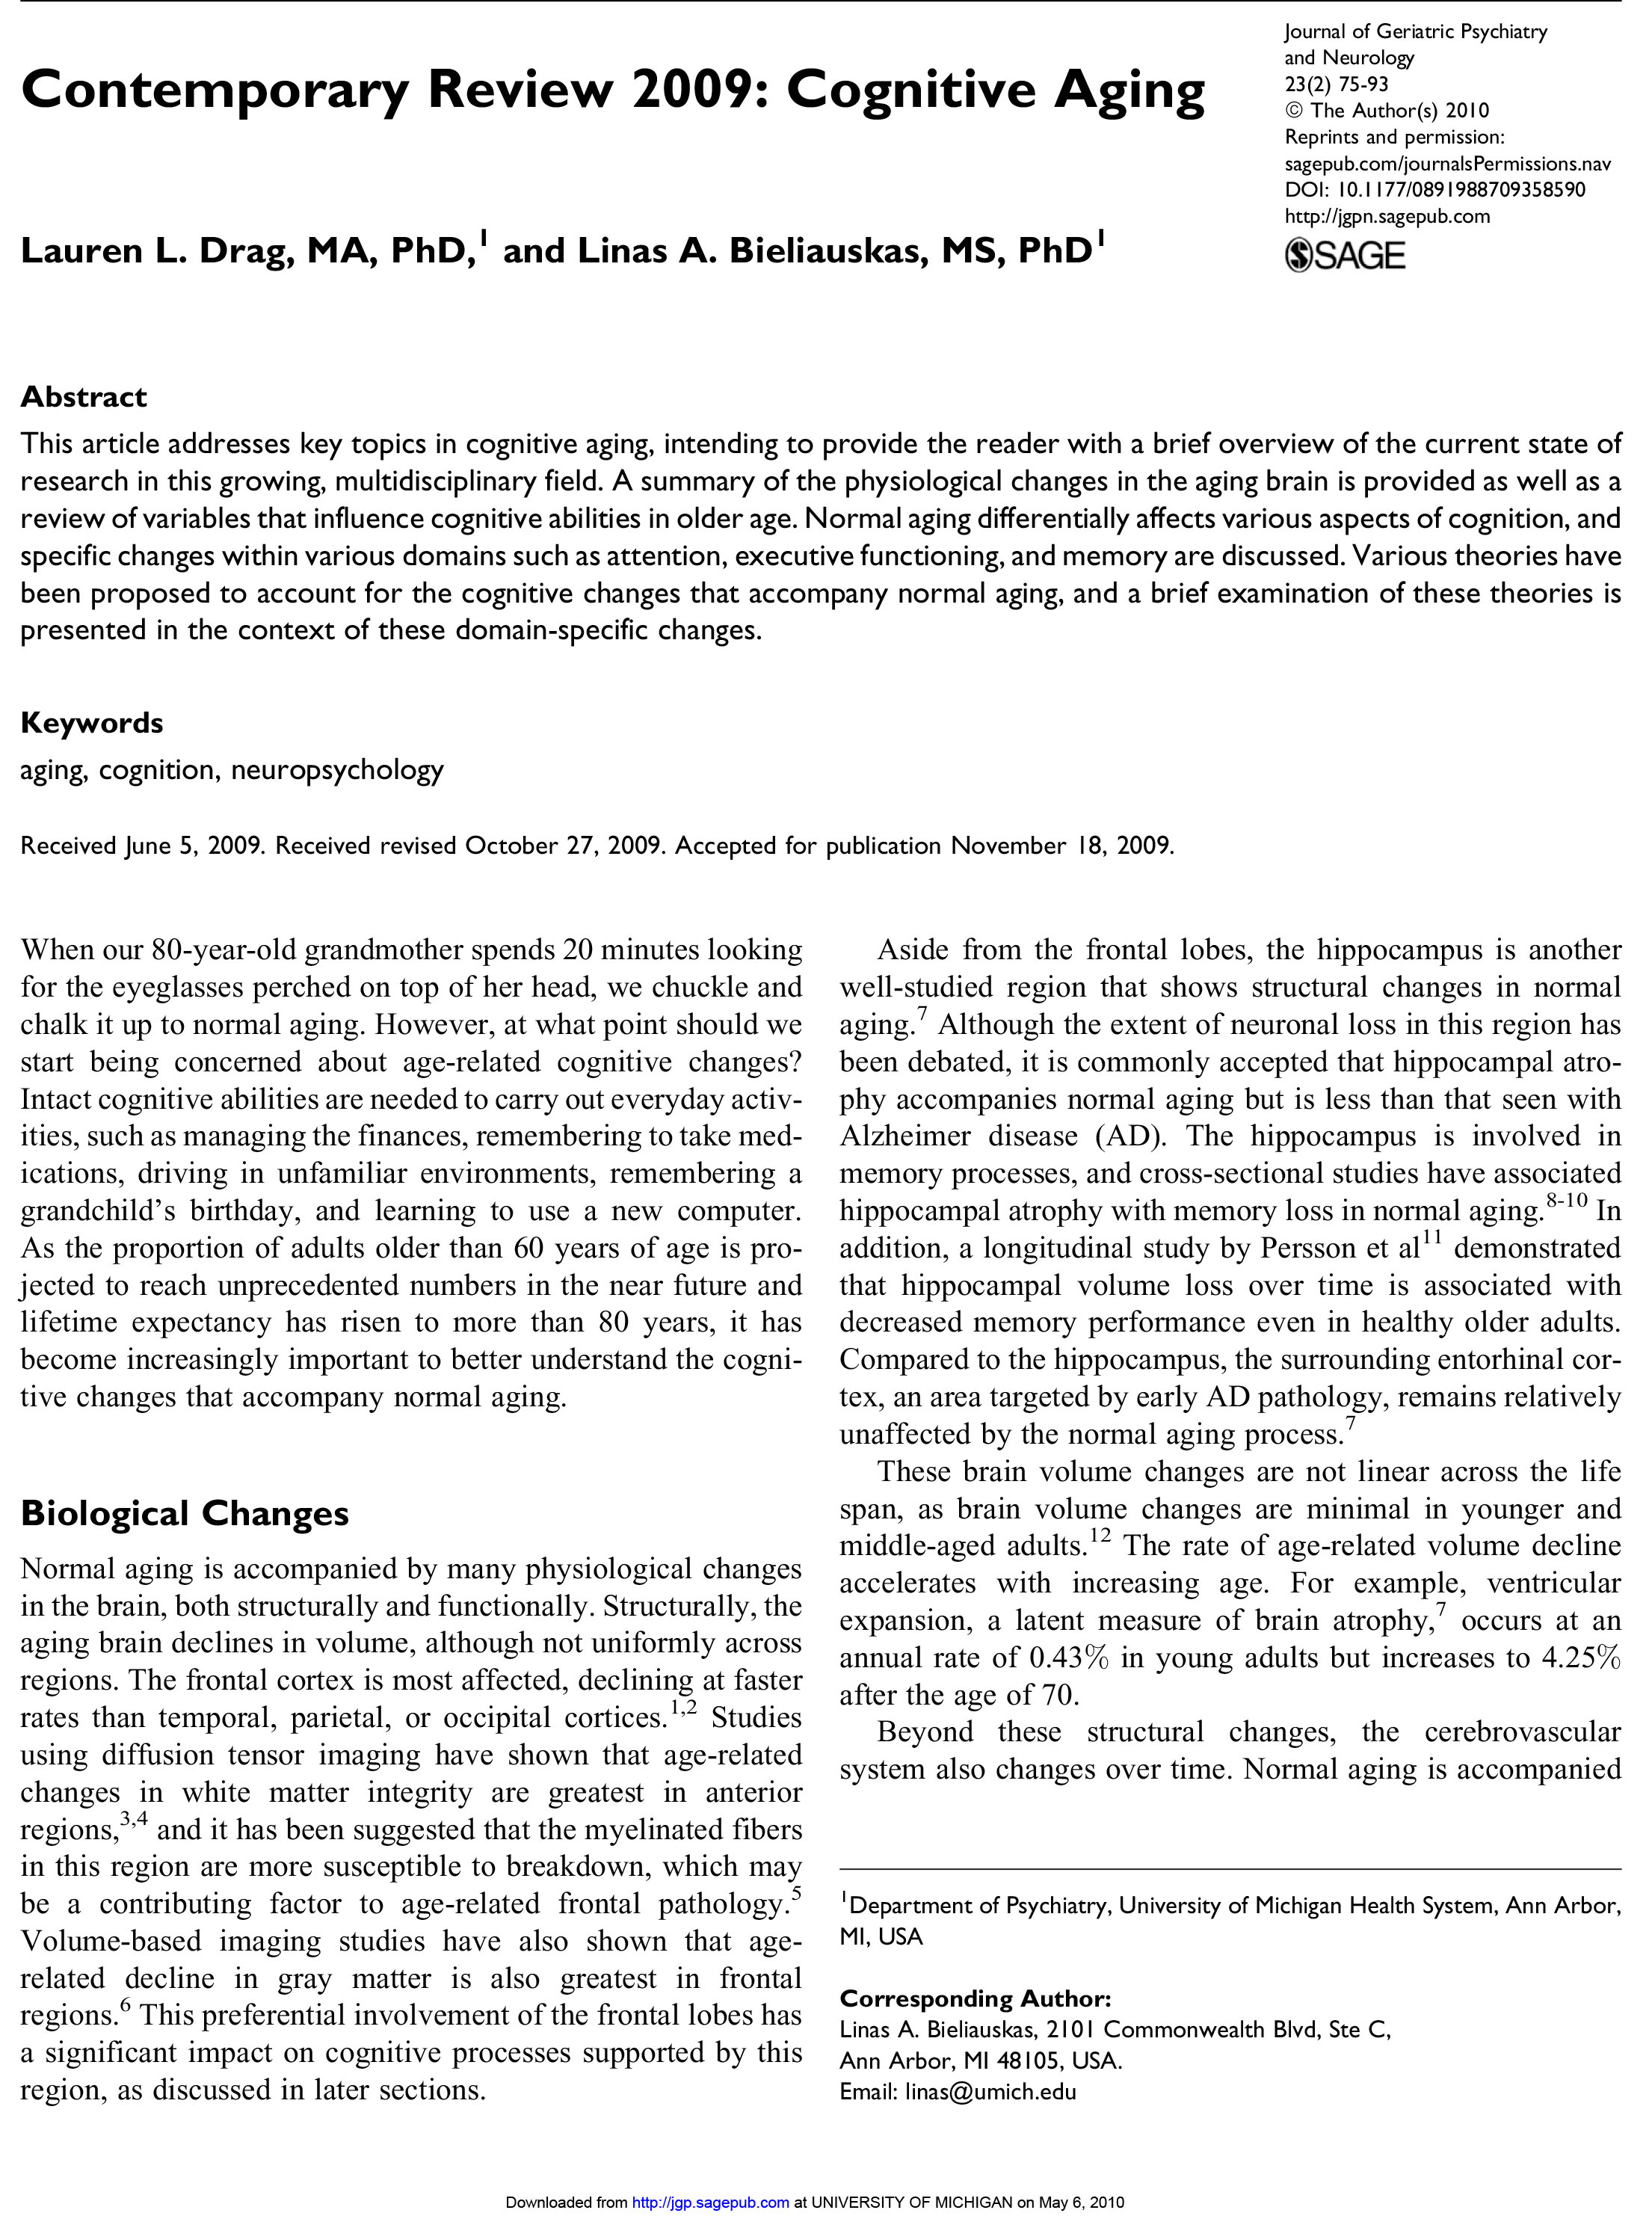 Contemporary Review 2009: Cognitive Aging
Journal of Geriatric Psychiatry
and Neurology
23(2) 75-93
© The Author(s) 2010
Reprints and permission:
sagepub.com/journalsPermissions.nav
DOI: 10.1177/0891988709358590
http://jgpn.sagepub.com
SAGE
Lauren L. Drag, MA, PhD,1 and Linas A. Bieliauskas, MS, PhD1
Abstract
This article addresses key topics in cognitive aging, intending to provide the reader with a brief overview of the current state of
research in this growing, multidisciplinary field. A summary of the physiological changes in the aging brain is provided as well as a
review of variables that influence cognitive abilities in older age. Normal aging differentially affects various aspects of cognition, and
specific changes within various domains such as attention, executive functioning, and memory are discussed. Various theories have
been proposed to account for the cognitive changes that accompany normal aging, and a brief examination of these theories is
presented in the context of these domain-specific changes.
Keywords
aging, cognition, neuropsychology
Received June 5, 2009. Received revised October 27, 2009. Accepted for publication November 18, 2009.
When our 80-year-old grandmother spends 20 minutes looking
for the eyeglasses perched on top of her head, we chuckle and
chalk it up to normal aging. However, at what point should we
start being concerned about age-related cognitive changes?
Intact cognitive abilities are needed to carry out everyday activ-
ities, such as managing the finances, remembering to take med-
ications, driving in unfamiliar environments, remembering a
grandchild's birthday, and learning to use a new computer.
As the proportion of adults older than 60 years of age is pro-
jected to reach unprecedented numbers in the near future and
lifetime expectancy has risen to more than 80 years, it has
become increasingly important to better understand the cogni-
tive changes that accompany normal aging.
Biological Changes
Normal aging is accompanied by many physiological changes
in the brain, both structurally and functionally. Structurally, the
aging brain declines in volume, although not uniformly across
regions. The frontal cortex is most affected, declining at faster
rates than temporal, parietal, or occipital cortices.1,2 Studies
using diffusion tensor imaging have shown that age-related
changes in white matter integrity are greatest in anterior
regions,3,4 and it has been suggested that the myelinated fibers
in this region are more susceptible to breakdown, which may
be a contributing factor to age-related frontal pathology.5
Volume-based imaging studies have also shown that age-
related decline in gray matter is also greatest in frontal
regions.6 This preferential involvement of the frontal lobes has
a significant impact on cognitive processes supported by this
region, as discussed in later sections.
Aside from the frontal lobes, the hippocampus is another
well-studied region that shows structural changes in normal
aging.7 Although the extent of neuronal loss in this region has
been debated, it is commonly accepted that hippocampal atro-
phy accompanies normal aging but is less than that seen with
Alzheimer disease (AD). The hippocampus is involved in
memory processes, and cross-sectional studies have associated
hippocampal atrophy with memory loss in normal aging.8-10 In
addition, a longitudinal study by Persson et al11 demonstrated
that hippocampal volume loss over time is associated with
decreased memory performance even in healthy older adults.
Compared to the hippocampus, the surrounding entorhinal cor-
tex, an area targeted by early AD pathology, remains relatively
unaffected by the normal aging process.7
These brain volume changes are not linear across the life
span, as brain volume changes are minimal in younger and
middle-aged adults.12 The rate of age-related volume decline
accelerates with increasing age. For example, ventricular
expansion, a latent measure of brain atrophy,7 occurs at an
annual rate of 0.43% in young adults but increases to 4.25%
after the age of 70.
Beyond these structural changes, the cerebrovascular
system also changes over time. Normal aging is accompanied
1Department of Psychiatry, University of Michigan Health System, Ann Arbor,
MI, USA
Corresponding Author:
Linas A. Bieliauskas, 2101 Commonwealth Blvd, Ste C,
Ann Arbor, MI 48105, USA.
Email: linas@umich.edu
Downloaded from http://jgp.sagepub.com at UNIVERSITY OF MICHIGAN on May 6, 2010